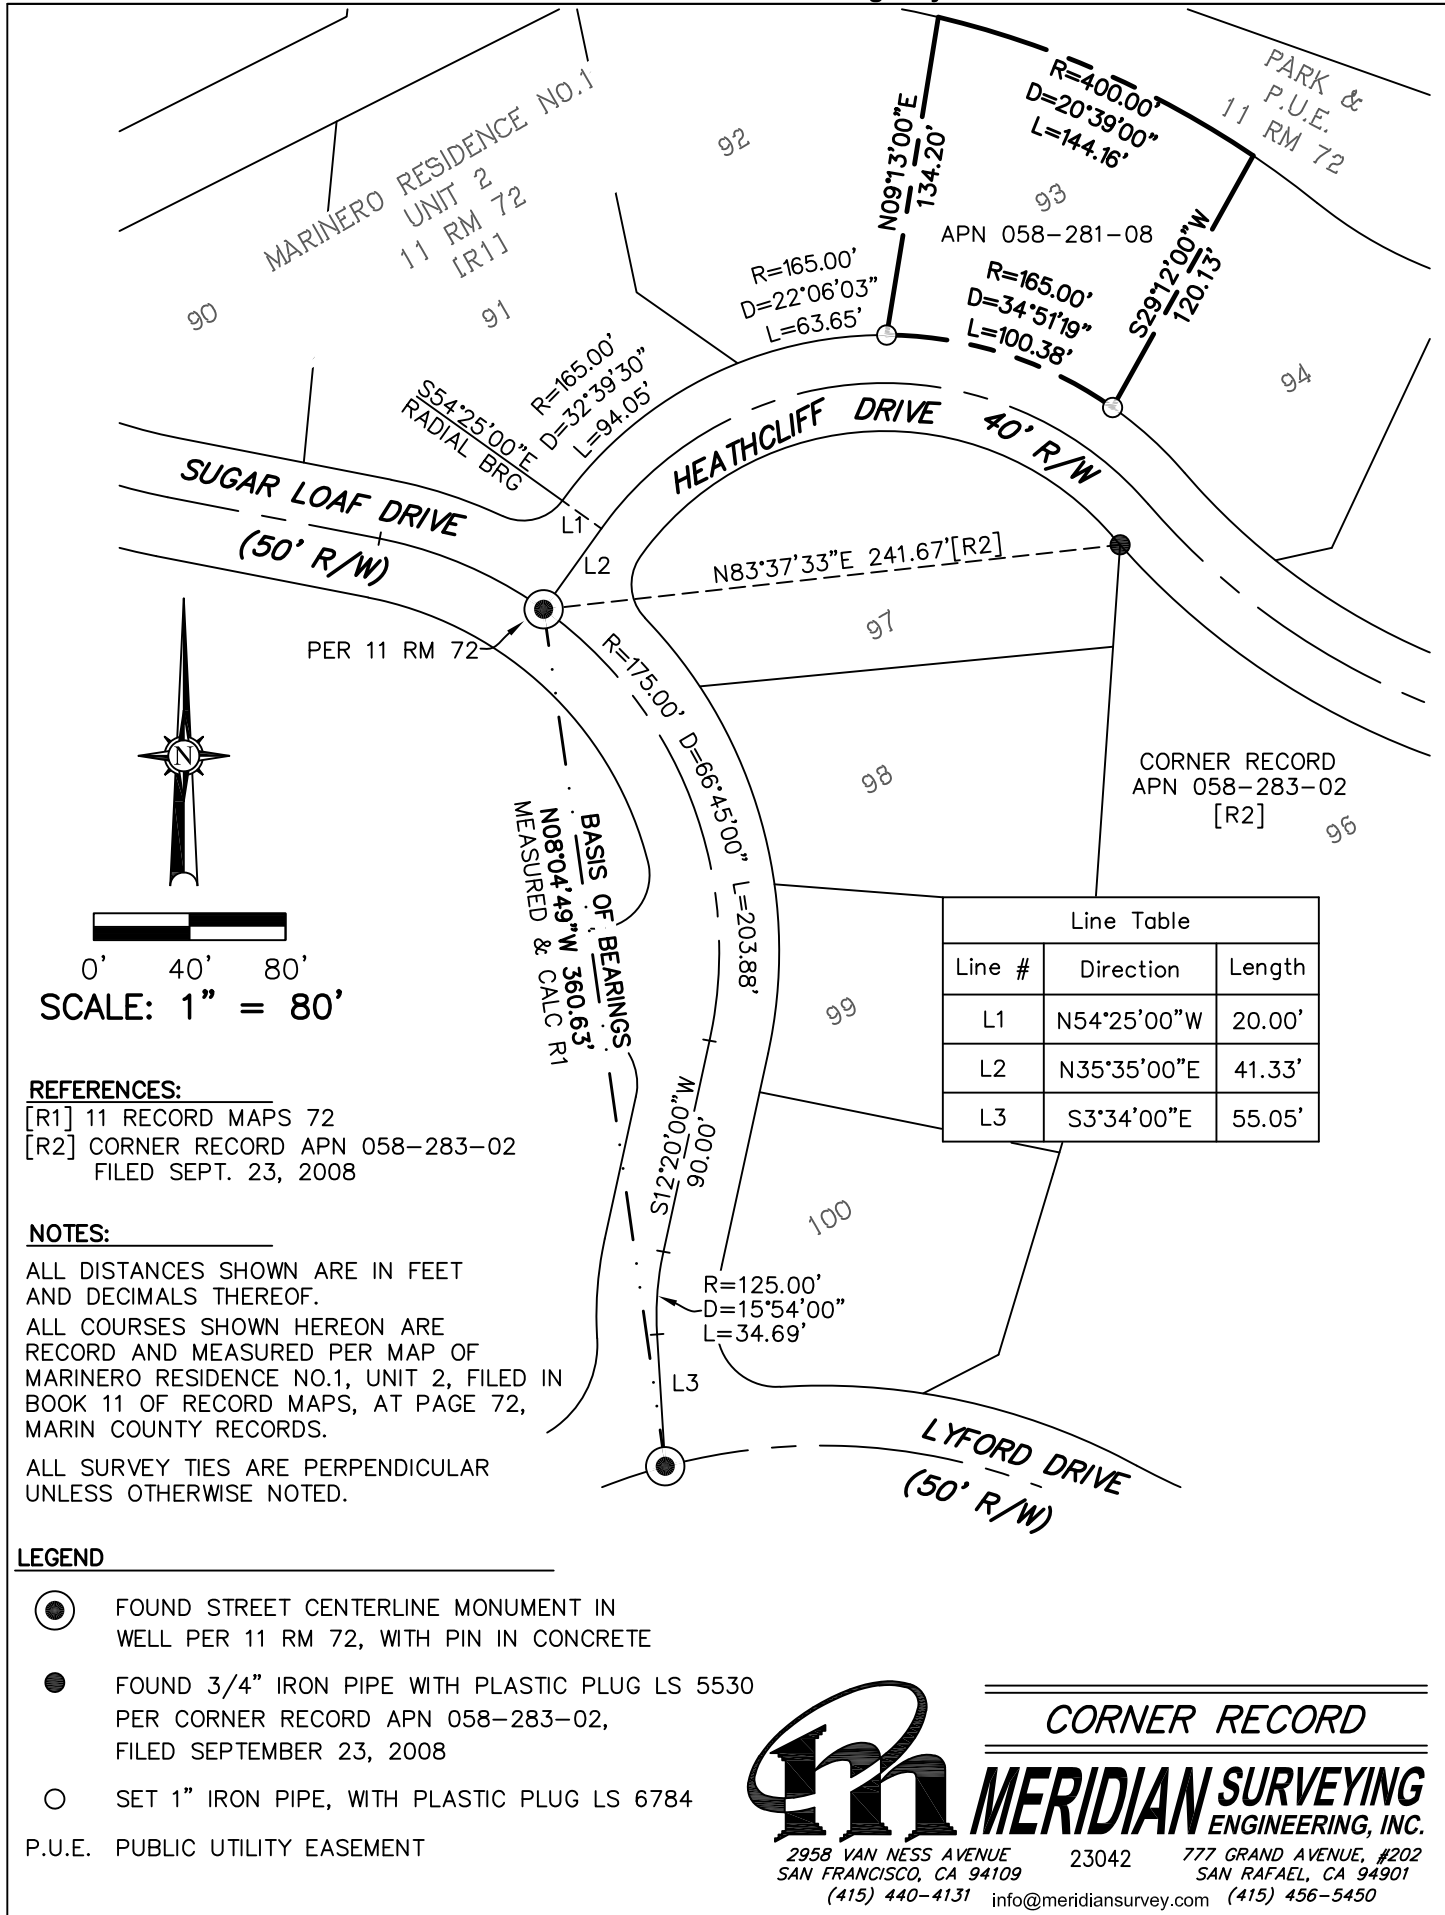 PARK &
P.U.E.
11 RM 72
MARINERO RESIDENCE NO.1
UNIT 2
11 RM 72
[R1]
92
N09°13'00"E
134.20'
R=400.00'
D=20°39'00"
L=144.16'
93
APN 058-281-08
S29°12'00"W
120.13'
R=165.00'
D=34°51'19"
L=100.38'
R=165.00'
D=22°06'03"
L=63.65'
90
91
94
R=165.00'
D=32°39'30"
L=94.05'
S54°25'00"E
RADIAL BRG
SUGAR LOAF DRIVE
(50' R/W)
HEATHCLIFF DRIVE 40' R/W
L1
L2
N83°37'33"E 241.67'[R2]
PER 11 RM 72
97
R=175.00' D=66°45'00" L=203.88'
N
98
CORNER RECORD
APN 058-283-02
[R2]
96
BASIS OF BEARINGS
N08°04'49"W 360.63'
MEASURED & CALC R1
0' 40' 80'
SCALE: 1" = 80'
99
Line Table
Line # Direction Length
L1 N54°25'00"W 20.00'
L2 N35°35'00"E 41.33'
L3 S3°34'00"E 55.05'
REFERENCES:
[R1] 11 RECORD MAPS 72
[R2] CORNER RECORD APN 058-283-02
FILED SEPT. 23, 2008
S12°20'00"W
90.00'
100
NOTES:
ALL DISTANCES SHOWN ARE IN FEET
AND DECIMALS THEREOF.
ALL COURSES SHOWN HEREON ARE
RECORD AND MEASURED PER MAP OF
MARINERO RESIDENCE NO.1, UNIT 2, FILED IN
BOOK 11 OF RECORD MAPS, AT PAGE 72,
MARIN COUNTY RECORDS.
ALL SURVEY TIES ARE PERPENDICULAR
UNLESS OTHERWISE NOTED.
R=125.00'
D=15°54'00"
L=34.69'
L3
LYFORD DRIVE
(50' R/W)
LEGEND
FOUND STREET CENTERLINE MONUMENT IN
WELL PER 11 RM 72, WITH PIN IN CONCRETE
FOUND 3/4" IRON PIPE WITH PLASTIC PLUG LS 5530
PER CORNER RECORD APN 058-283-02,
FILED SEPTEMBER 23, 2008
SET 1" IRON PIPE, WITH PLASTIC PLUG LS 6784
P.U.E. PUBLIC UTILITY EASEMENT
CORNER RECORD
m
MERIDIAN SURVEYING
ENGINEERING, INC.
2958 VAN NESS AVENUE
SAN FRANCISCO, CA 94109
(415) 440-4131
23042
info@meridiansurvey.com
777 GRAND AVENUE, #202
SAN RAFAEL, CA 94901
(415) 456-5450